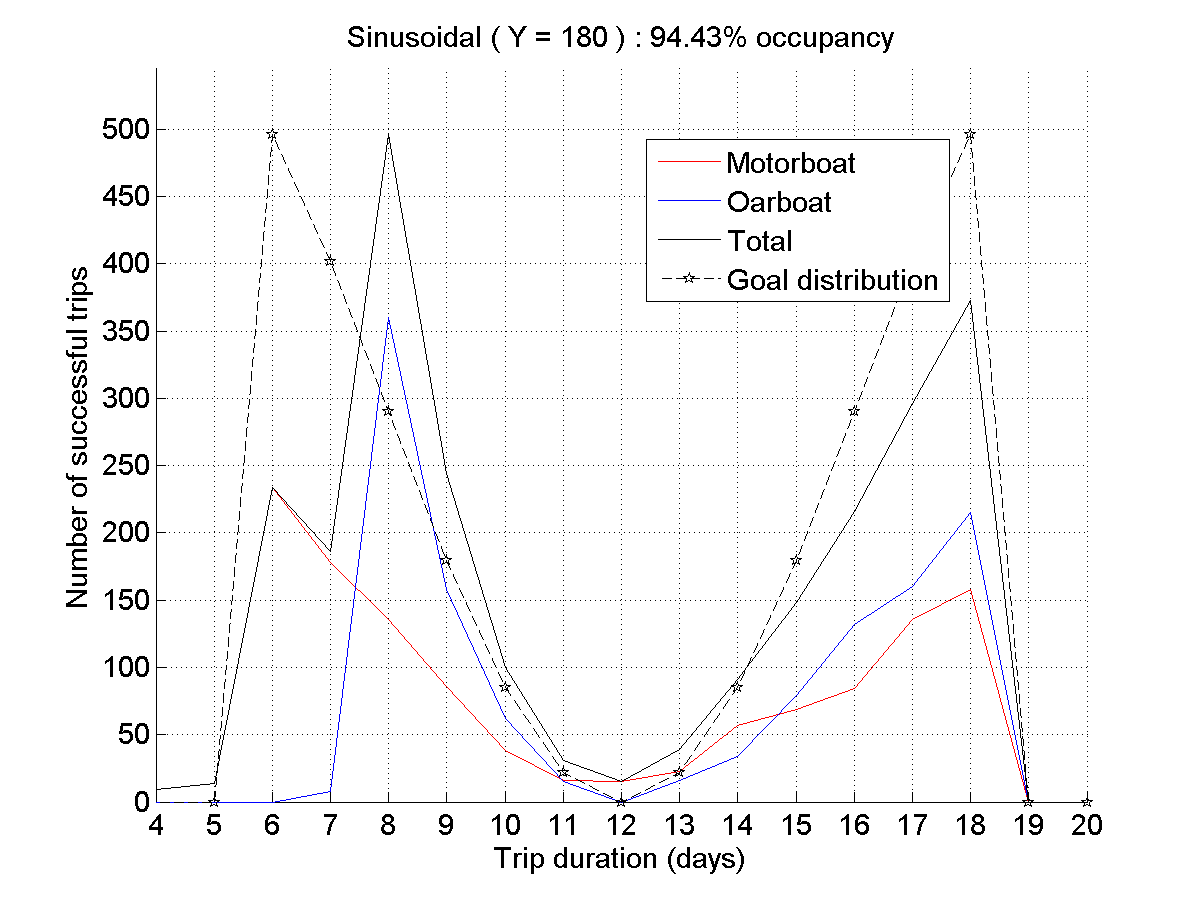 Sinusoidal ( Y = 180 ) : 94.43% occupancy
Number of successful trips
500
450
400
350
300
250
200
150
100
50
0
Motorboat
Oarboat
Total
Goal distribution
4 5 6 7 8 9 10 11 12 13 14 15 16 17 18 19 20
Trip duration (days)